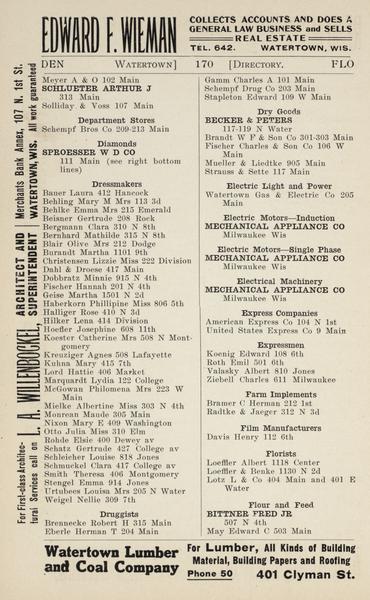 EDWARD F. WIEMAN
COLLECTS ACCOUNTS AND DOES A
GENERAL LAW BUSINESS and SELLS
REAL ESTATE
TEL. 642. WATERTOWN, WIS.
DEN Watertown] 170 [Directory. FLO
Meyer A & O 102 Main
SCHLUETER ARTHUR J
313 Main
Solliday & Voss 107 Main
Department Stores
Schempf Bros Co 209-213 Main
Diamonds
SPROESSER W D CO
111 Main (see right bottom
lines)
Dressmakers
Bauer Laura 412 Hancock
Behling Mary M Mrs 113 3d
Behlke Emma Mrs 215 Emerald
Beisner Gertrude 208 Rock
Bergmann Clara 310 N 8th
Bernhard Mathilde 315 N 8th
Blair Olive Mrs 212 Dodge
Burandt Martha 1101 9th
Christensen Lizzie Miss 222 Division
Dahl & Droese 417 Main
Dobbratz Minnie 915 N 4th
Fischer Hannah 201 N 4th
Geise Martha 1501 N 2d
Haberkorn Phillipine Miss 806 5th
Halliger Rose 410 N 3d
Hilker Lena 414 Division
Hoefler Josephine 608 11th
Koester Catherine Mrs 508 N Mont-
gomery
Kreuziger Agnes 508 Lafayette
Kuhna Mary 415 7th
Lord Hattie 406 Market
Marquardt Lydia 122 College
McGowan Philomena Mrs 223 W
Main
Mielke Albertine Miss 303 N 4th
Monrean Maude 305 Main
Nixon Mary E 409 Washington
Otto Julia Miss 310 Elm
Rohde Elsie 400 Dewey av
Schatz Gertrude 427 College av
Schleicher Louise 818 Jones
Schmuckel Clara 417 College av
Smith Theresa 406 Montgomery
Stengel Emma 914 Jones
Urtubees Louisa Mrs 205 N Water
Weigel Nellie 309 7th
Druggists
Brennecke Robert H 315 Main
Eberle Herman T 204 Main
Gamm Charles A 101 Main
Schempf Drug Co 203 Main
Stapleton Edward 109 W Main
Dry Goods
BECKER & PETERS
117-119 N Water
Brandt W F & Son Co 301-303 Main
Fischer Charles & Son Co 106 W
Main
Mueller & Liedtke 905 Main
Strauss & Sette 117 Main
Electric Light and Power
Watertown Gas & Electric Co 205
Main
Electric Motors—Induction
MECHANICAL APPLIANCE CO
Milwaukee Wis
Electric Motors—Single Phase
MECHANICAL APPLIANCE CO
Milwaukee Wis
Electrical Machinery
MECHANICAL APPLIANCE CO
Milwaukee Wis
Express Companies
American Express Co 104 N 1st
United States Express Co 9 Main
Expressmen
Koenig Edward 108 6th
Roth Emil 501 6th
Valasky Albert 810 Jones
Ziebell Charles 611 Milwaukee
Farm Implements
Bramer C Herman 212 1st
Radtke & Jaeger 312 N 3d
Film Manufacturers
Davis Henry 112 6th
Florists
Loeffler Albert 1118 Center
Loeffler & Benke 1130 N 2d
Lotz L & Co 404 Main and 401 E
Water
Flour and Feed
BITTNER FRED JR
507 N 4th
May Edward C 503 Main
For First-class Architec-
tural Services call on
L. A. WILLENBOCKEL,
ARCHITECT AND
SUPERINTENDENT
Merchants Bank Annex, 107 N. 1st St.
WATERTOWN, WIS. All work guaranteed
Watertown Lumber
and Coal Company
For Lumber, All Kinds of Building
Material, Building Papers and Roofing
Phone 50 401 Clyman St.